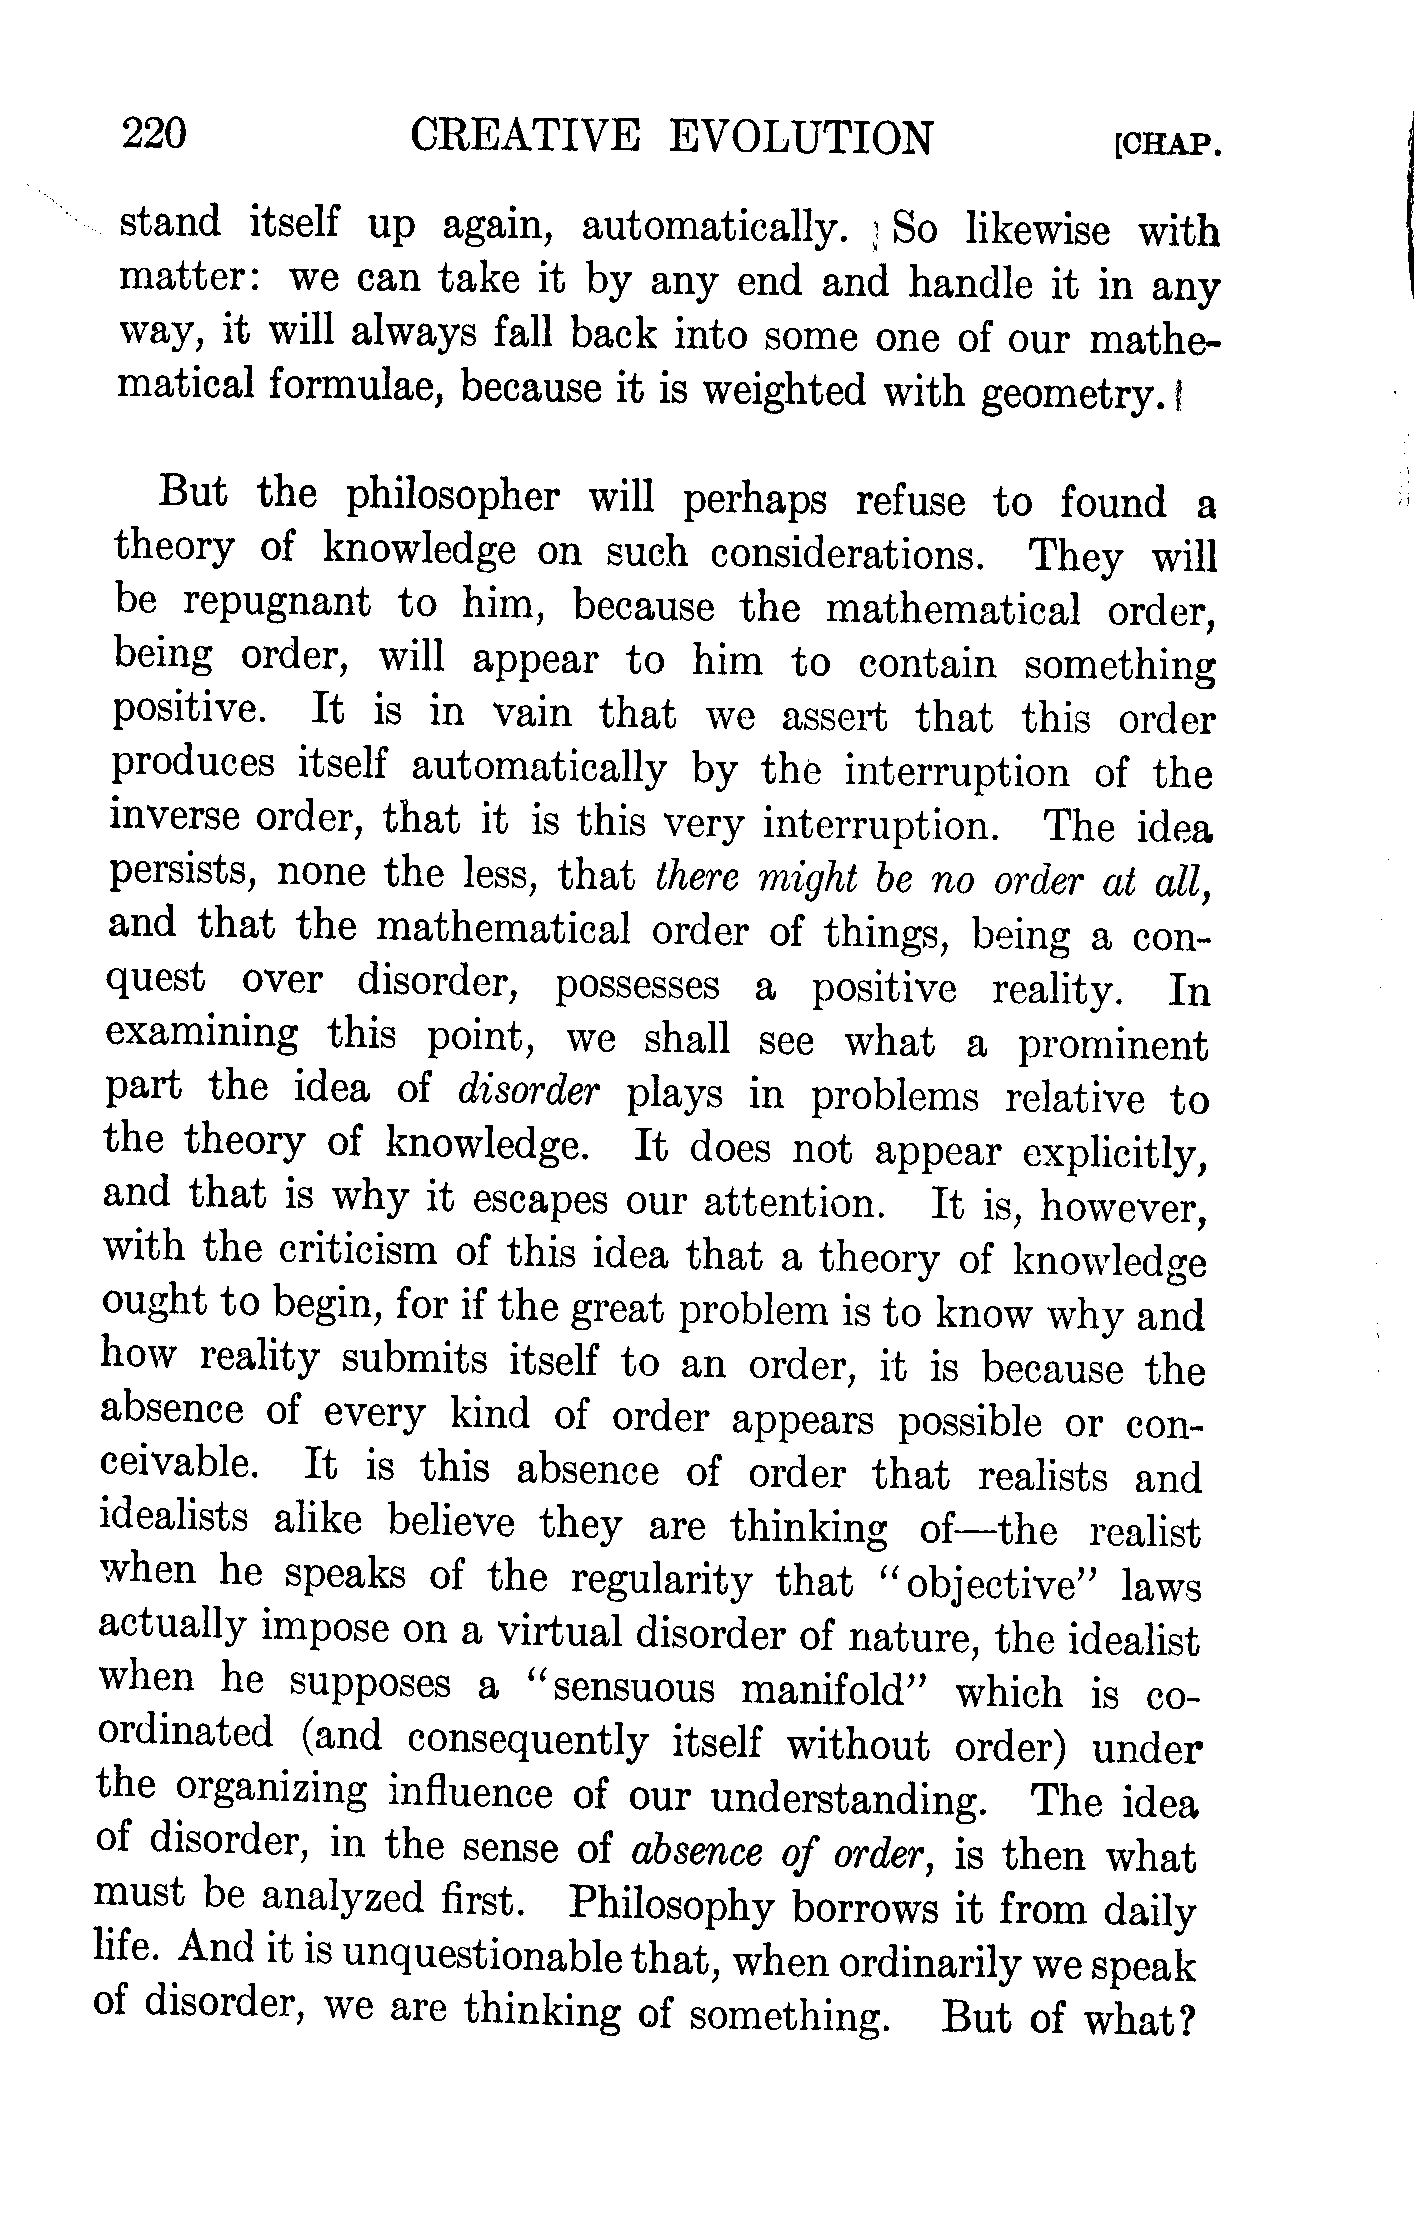 220 CREATIVE EVOLUTION [CHAP.
stand itself up again, automatically. So likewise with
matter: we can take it by any end and handle it in any
way, it will always fall back into some one of our mathe-
matical formulae, because it is weighted with geometry.
But the philosopher will perhaps refuse to found a
theory of knowledge on such considerations. They will
be repugnant to him, because the mathematical order,
being order, will appear to him to contain something
positive. It is in vain that we assert that this order
produces itself automatically by the interruption of the
inverse order, that it is this very interruption. The idea
persists, none the less, that there might be no order at all,
and that the mathematical order of things, being a con-
quest over disorder, possesses a positive reality. In
examining this point, we shall see what a prominent
part the idea of disorder plays in problems relative to
the theory of knowledge. It does not appear explicitly,
and that is why it escapes our attention. It is, however,
with the criticism of this idea that a theory of knowledge
ought to begin, for if the great problem is to know why and
how reality submits itself to an order, it is because the
absence of every kind of order appears possible or con-
ceivable. It is this absence of order that realists and
idealists alike believe they are thinking of—the realist
when he speaks of the regularity that "objective" laws
actually impose on a virtual disorder of nature, the idealist
when he supposes a "sensuous manifold" which is co-
ordinated (and consequently itself without order) under
the organizing influence of our understanding. The idea
of disorder, in the sense of absence of order, is then what
must be analyzed first. Philosophy borrows it from daily
life. And it is unquestionable that, when ordinarily we speak
of disorder, we are thinking of something. But of what?